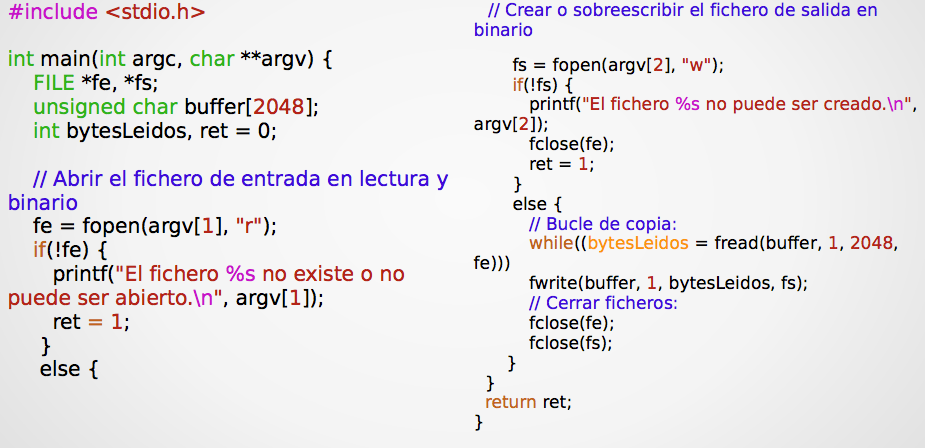 #include <stdio.h>
int main(int argc, char **argv) {
FILE *fe, *fs;
unsigned char buffer[2048];
int bytesLeidos, ret = 0;
// Abrir el fichero de entrada en lectura y
binario
fe = fopen(argv[1], "r");
if(!fe) {
printf("El fichero %s no existe o no
puede ser abierto.\n", argv[1]);
ret = 1;
}
else {
// Crear o sobreescribir el fichero de salida en
binario
fs = fopen(argv[2], "w");
if(!fs) {
printf("El fichero %s no puede ser creado.\n",
argv[2]);
fclose(fe);
ret = 1;
}
else {
// Bucle de copia:
while((bytesLeidos = fread(buffer, 1, 2048,
fe)))
fwrite(buffer, 1, bytesLeidos, fs);
// Cerrar ficheros:
fclose(fe);
fclose(fs);
}
}
return ret;
}